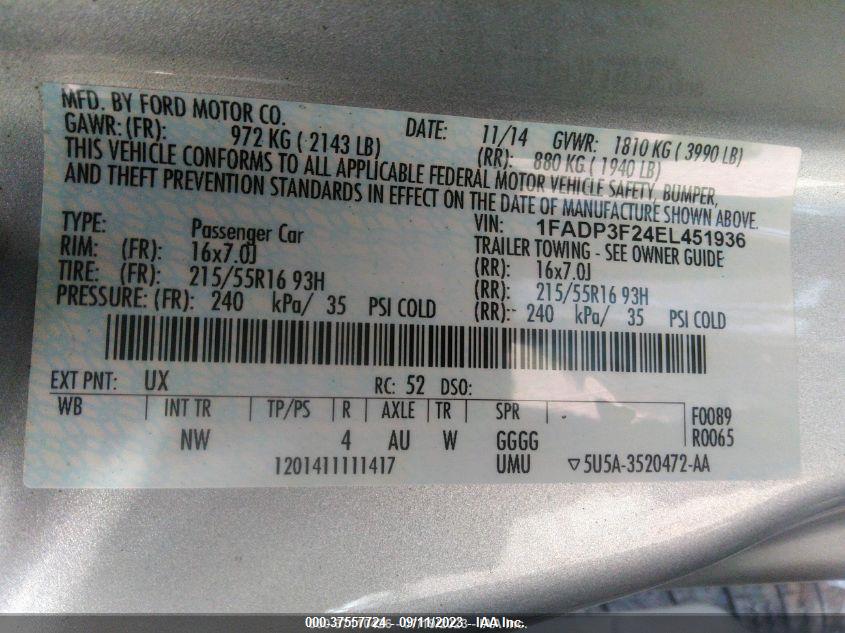 MFD. BY FORD MOTOR CO.
DATE: 11/14 GVWR: 1810 KG ( 3990 LB)
GAWR: (FR): 972 KG ( 2143 LB) (RR): 880 KG ( 1940 LB)
THIS VEHICLE CONFORMS TO ALL APPLICABLE FEDERAL MOTOR VEHICLE SAFETY, BUMPER,
AND THEFT PREVENTION STANDARDS IN EFFECT ON THE DATE OF MANUFACTURE SHOWN ABOVE.
VIN: 1FADP3F24EL451936
TYPE: Passenger Car TRAILER TOWING - SEE OWNER GUIDE
RIM: (FR): 16x7.0J (RR): 16x7.0J
TIRE: (FR): 215/55R16 93H (RR): 215/55R16 93H
PRESSURE: (FR): 240 kPa/ 35 PSI COLD (RR):- 240 kPa/ 35 PSI COLD
EXT PNT: UX RC: 52 DSO:
WB INT TR TP/PS R AXLE TR SPR F0089
NW 4 AU W GGGG R0065
1201411111417 UMU ▽5U5A-3520472-AA
000-37557724 - 09/11/2023 - IAA Inc.